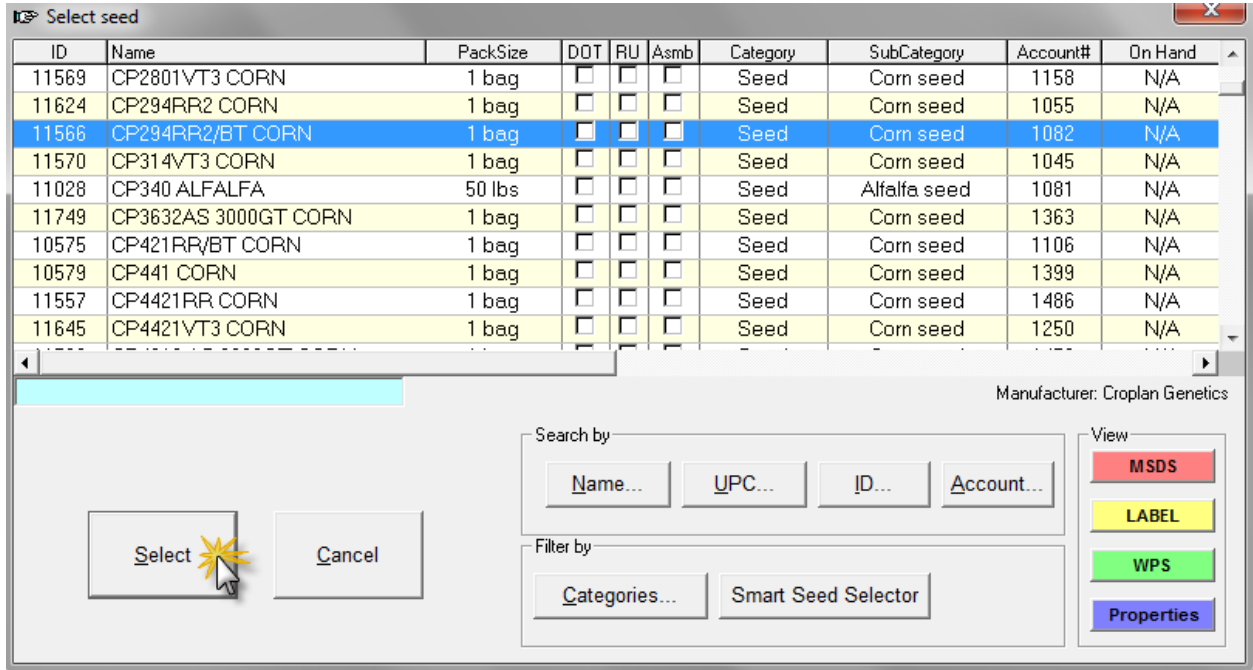 Select seed
ID Name PackSize DOT RU Asmb Category SubCategory Account# On Hand
11569 CP2801VT3 CORN 1 bag Seed Corn seed 1158 N/A
11624 CP294RR2 CORN 1 bag Seed Corn seed 1055 N/A
11566 CP294RR2/BT CORN 1 bag Seed Corn seed 1082 N/A
11570 CP314VT3 CORN 1 bag Seed Corn seed 1045 N/A
11028 CP340 ALFALFA 50 lbs Seed Alfalfa seed 1081 N/A
11749 CP3632AS 3000GT CORN 1 bag Seed Corn seed 1363 N/A
10575 CP421RR/BT CORN 1 bag Seed Corn seed 1106 N/A
10579 CP441 CORN 1 bag Seed Corn seed 1399 N/A
11557 CP4421RR CORN 1 bag Seed Corn seed 1486 N/A
11645 CP4421VT3 CORN 1 bag Seed Corn seed 1250 N/A
Manufacturer: Croplan Genetics
Search by
Name... UPC... ID... Account...
View
MSDS
LABEL
WPS
Properties
Select Cancel
Filter by
Categories... Smart Seed Selector